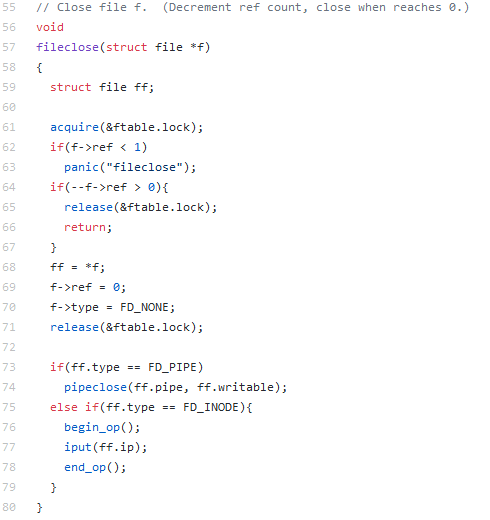 55 // Close file f.  (Decrement ref count, close when reaches 0.)
56 void
57 fileclose(struct file *f)
58 {
59   struct file ff;
60
61   acquire(&ftable.lock);
62   if(f->ref < 1)
63     panic("fileclose");
64   if(--f->ref > 0){
65     release(&ftable.lock);
66     return;
67   }
68   ff = *f;
69   f->ref = 0;
70   f->type = FD_NONE;
71   release(&ftable.lock);
72
73   if(ff.type == FD_PIPE)
74     pipeclose(ff.pipe, ff.writable);
75   else if(ff.type == FD_INODE){
76     begin_op();
77     iput(ff.ip);
78     end_op();
79   }
80 }